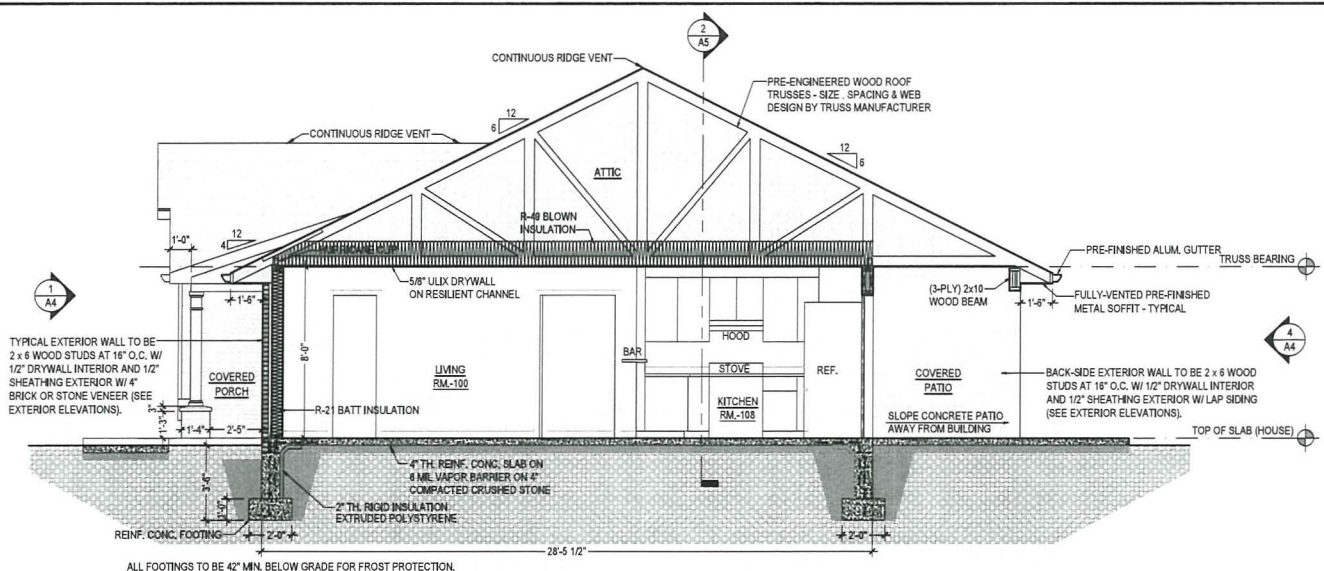 2
A5
CONTINUOUS RIDGE VENT
PRE-ENGINEERED WOOD ROOF
TRUSSES - SIZE , SPACING & WEB
DESIGN BY TRUSS MANUFACTURER
12
6
CONTINUOUS RIDGE VENT
12
6
ATTIC
12
4
1'-0"
R-49 BLOWN
INSULATION
HURRICANE CLIP
PRE-FINISHED ALUM. GUTTER
TRUSS BEARING
1
A4
1'-6"
5/8" ULIX DRYWALL
ON RESILIENT CHANNEL
(3-PLY) 2x10
WOOD BEAM
1'-6"
FULLY-VENTED PRE-FINISHED
METAL SOFFIT - TYPICAL
4
A4
TYPICAL EXTERIOR WALL TO BE
2 x 6 WOOD STUDS AT 16" O.C. W/
1/2" DRYWALL INTERIOR AND 1/2"
SHEATHING EXTERIOR W/ 4"
BRICK OR STONE VENEER (SEE
EXTERIOR ELEVATIONS).
COVERED
PORCH
8'-0"
LIVING
RM.-100
BAR
HOOD
STOVE
REF.
KITCHEN
RM.-108
COVERED
PATIO
BACK-SIDE EXTERIOR WALL TO BE 2 x 6 WOOD
STUDS AT 16" O.C. W/ 1/2" DRYWALL INTERIOR
AND 1/2" SHEATHING EXTERIOR W/ LAP SIDING
(SEE EXTERIOR ELEVATIONS).
R-21 BATT INSULATION
3"
1'-3"
1'-4"
2'-5"
SLOPE CONCRETE PATIO
AWAY FROM BUILDING
TOP OF SLAB (HOUSE)
3'-6"
1'-0"
4" TH. REINF. CONC. SLAB ON
6 MIL VAPOR BARRIER ON 4"
COMPACTED CRUSHED STONE
2" TH. RIGID INSULATION
EXTRUDED POLYSTYRENE
REINF. CONC. FOOTING
2'-0"
2'-0"
28'-5 1/2"
ALL FOOTINGS TO BE 42" MIN. BELOW GRADE FOR FROST PROTECTION.